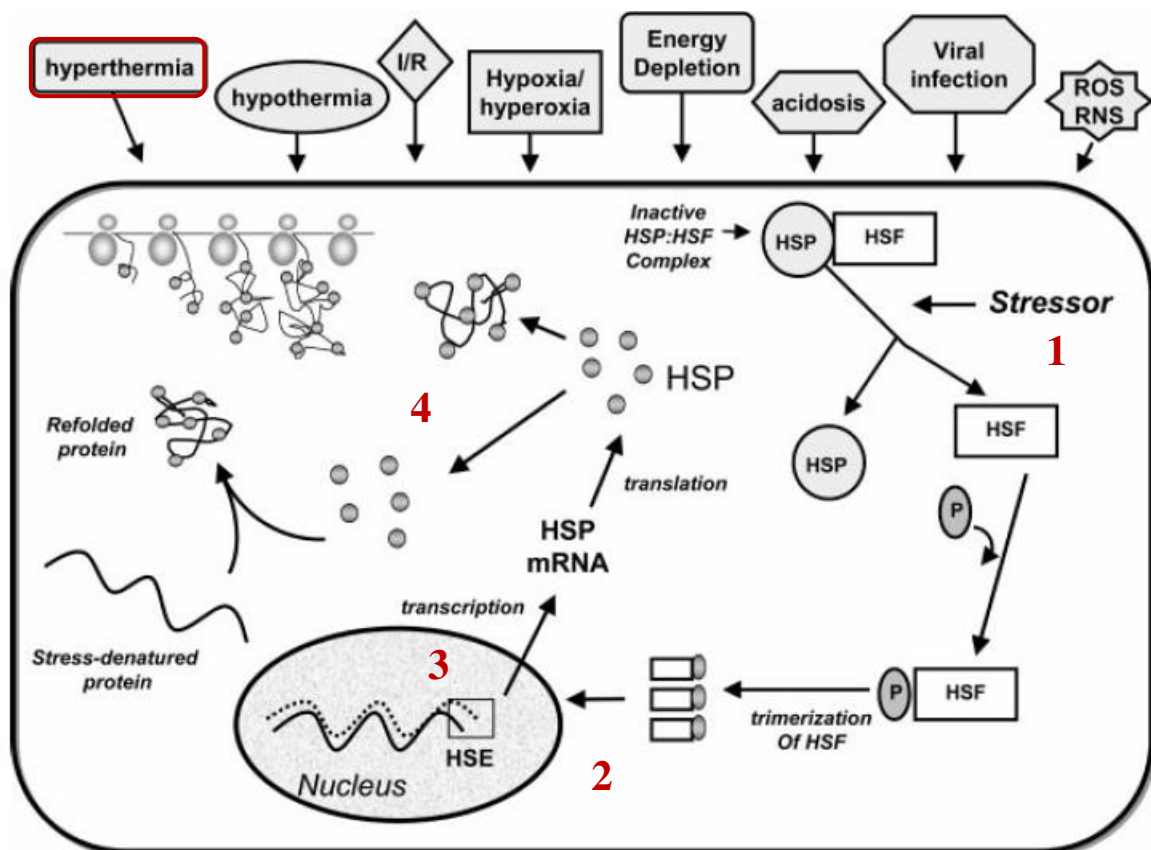 hyperthermia
hypothermia
I/R
Hypoxia/
hyperoxia
Energy
Depletion
acidosis
Viral
infection
ROS
RNS
Inactive
HSP:HSF
Complex
HSP
HSF
Stressor
1
HSF
HSP
P
P
HSF
trimerization
Of HSF
2
HSP
4
translation
HSP
mRNA
transcription
3
HSE
Nucleus
Refolded
protein
Stress-denatured
protein